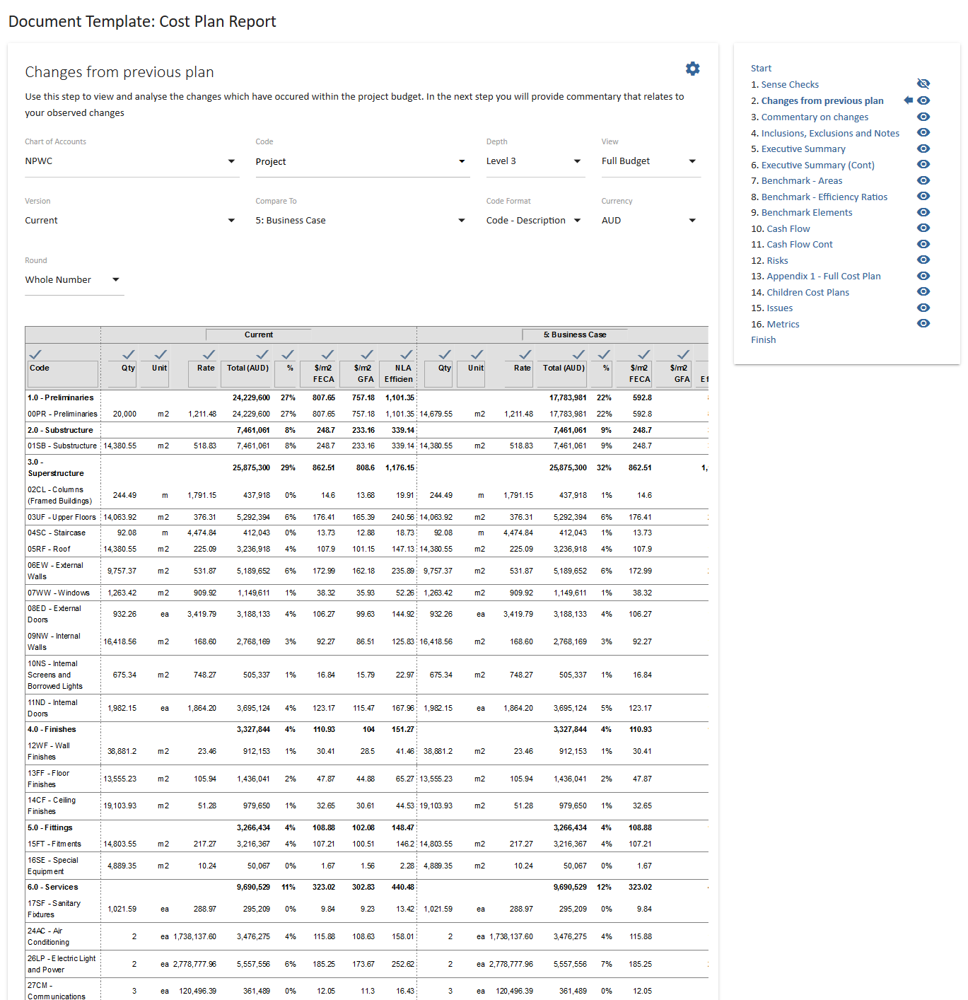 Document Template: Cost Plan Report
Changes from previous plan
Use this step to view and analyse the changes which have occured within the project budget. In the next step you will provide commentary that relates to
your observed changes
Chart of Accounts Code Depth View
NPWC Project Level 3 Full Budget
Version Compare To Code Format Currency
Current 5: Business Case Code - Description AUD
Round
Whole Number
Start
1. Sense Checks
2. Changes from previous plan
3. Commentary on changes
4. Inclusions, Exclusions and Notes
5. Executive Summary
6. Executive Summary (Cont)
7. Benchmark - Areas
8. Benchmark - Efficiency Ratios
9. Benchmark Elements
10. Cash Flow
11. Cash Flow Cont
12. Risks
13. Appendix 1 - Full Cost Plan
14. Children Cost Plans
15. Issues
16. Metrics
Finish
Current 5: Business Case
Code Qty Unit Rate Total (AUD) % $/m2 $/m2 NLA Qty Unit Rate Total (AUD) % $/m2 $/m2
FECA GFA Efficien FECA GFA Ef
1.0 - Preliminaries 24,229,600 27% 807.65 757.18 1,101.35 17,783,981 22% 592.8
00PR - Preliminaries 20,000 m2 1,211.48 24,229,600 27% 807.65 757.18 1,101.35 14,679.55 m2 1,211.48 17,783,981 22% 592.8
2.0 - Substructure 7,461,061 8% 248.7 233.16 339.14 7,461,061 9% 248.7
01SB - Substructure 14,380.55 m2 518.83 7,461,061 8% 248.7 233.16 339.14 14,380.55 m2 518.83 7,461,061 9% 248.7
3.0 -
Superstructure 25,875,300 29% 862.51 808.6 1,176.15 25,875,300 32% 862.51 1,
02CL - Columns
(Framed Buildings) 244.49 m 1,791.15 437,918 0% 14.6 13.68 19.91 244.49 m 1,791.15 437,918 1% 14.6
03UF - Upper Floors 14,063.92 m2 376.31 5,292,394 6% 176.41 165.39 240.56 14,063.92 m2 376.31 5,292,394 6% 176.41
04SC - Staircase 92.08 m 4,474.84 412,043 0% 13.73 12.88 18.73 92.08 m 4,474.84 412,043 1% 13.73
05RF - Roof 14,380.55 m2 225.09 3,236,918 4% 107.9 101.15 147.13 14,380.55 m2 225.09 3,236,918 4% 107.9
06EW - External
Walls 9,757.37 m2 531.87 5,189,652 6% 172.99 162.18 235.89 9,757.37 m2 531.87 5,189,652 6% 172.99
07WW - Windows 1,263.42 m2 909.92 1,149,611 1% 38.32 35.93 52.26 1,263.42 m2 909.92 1,149,611 1% 38.32
08ED - External
Doors 932.26 ea 3,419.79 3,188,133 4% 106.27 99.63 144.92 932.26 ea 3,419.79 3,188,133 4% 106.27
09NW - Internal
Walls 16,418.56 m2 168.60 2,768,169 3% 92.27 86.51 125.83 16,418.56 m2 168.60 2,768,169 3% 92.27
10NS - Internal
Screens and 675.34 m2 748.27 505,337 1% 16.84 15.79 22.97 675.34 m2 748.27 505,337 1% 16.84
Borrowed Lights
11ND - Internal
Doors 1,982.15 ea 1,864.20 3,695,124 4% 123.17 115.47 167.96 1,982.15 ea 1,864.20 3,695,124 5% 123.17
4.0 - Finishes 3,327,844 4% 110.93 104 151.27 3,327,844 4% 110.93
12WF - Wall
Finishes 38,881.2 m2 23.46 912,153 1% 30.41 28.5 41.46 38,881.2 m2 23.46 912,153 1% 30.41
13FF - Floor
Finishes 13,555.23 m2 105.94 1,436,041 2% 47.87 44.88 65.27 13,555.23 m2 105.94 1,436,041 2% 47.87
14CF - Ceiling
Finishes 19,103.93 m2 51.28 979,650 1% 32.65 30.61 44.53 19,103.93 m2 51.28 979,650 1% 32.65
5.0 - Fittings 3,266,434 4% 108.88 102.08 148.47 3,266,434 4% 108.88
15FT - Fitments 14,803.55 m2 217.27 3,216,367 4% 107.21 100.51 146.2 14,803.55 m2 217.27 3,216,367 4% 107.21
16SE - Special
Equipment 4,889.35 m2 10.24 50,067 0% 1.67 1.56 2.28 4,889.35 m2 10.24 50,067 0% 1.67
6.0 - Services 9,690,529 11% 323.02 302.83 440.48 9,690,529 12% 323.02
17SF - Sanitary
Fixtures 1,021.59 ea 288.97 295,209 0% 9.84 9.23 13.42 1,021.59 ea 288.97 295,209 0% 9.84
24AC - Air
Conditioning 2 ea 1,738,137.60 3,476,275 4% 115.88 108.63 158.01 2 ea 1,738,137.60 3,476,275 4% 115.88
26LP - Electric Light
and Power 2 ea 2,778,777.96 5,557,556 6% 185.25 173.67 252.62 2 ea 2,778,777.96 5,557,556 7% 185.25
27CM -
Communications 3 ea 120,496.39 361,489 0% 12.05 11.3 16.43 3 ea 120,496.39 361,489 0% 12.05